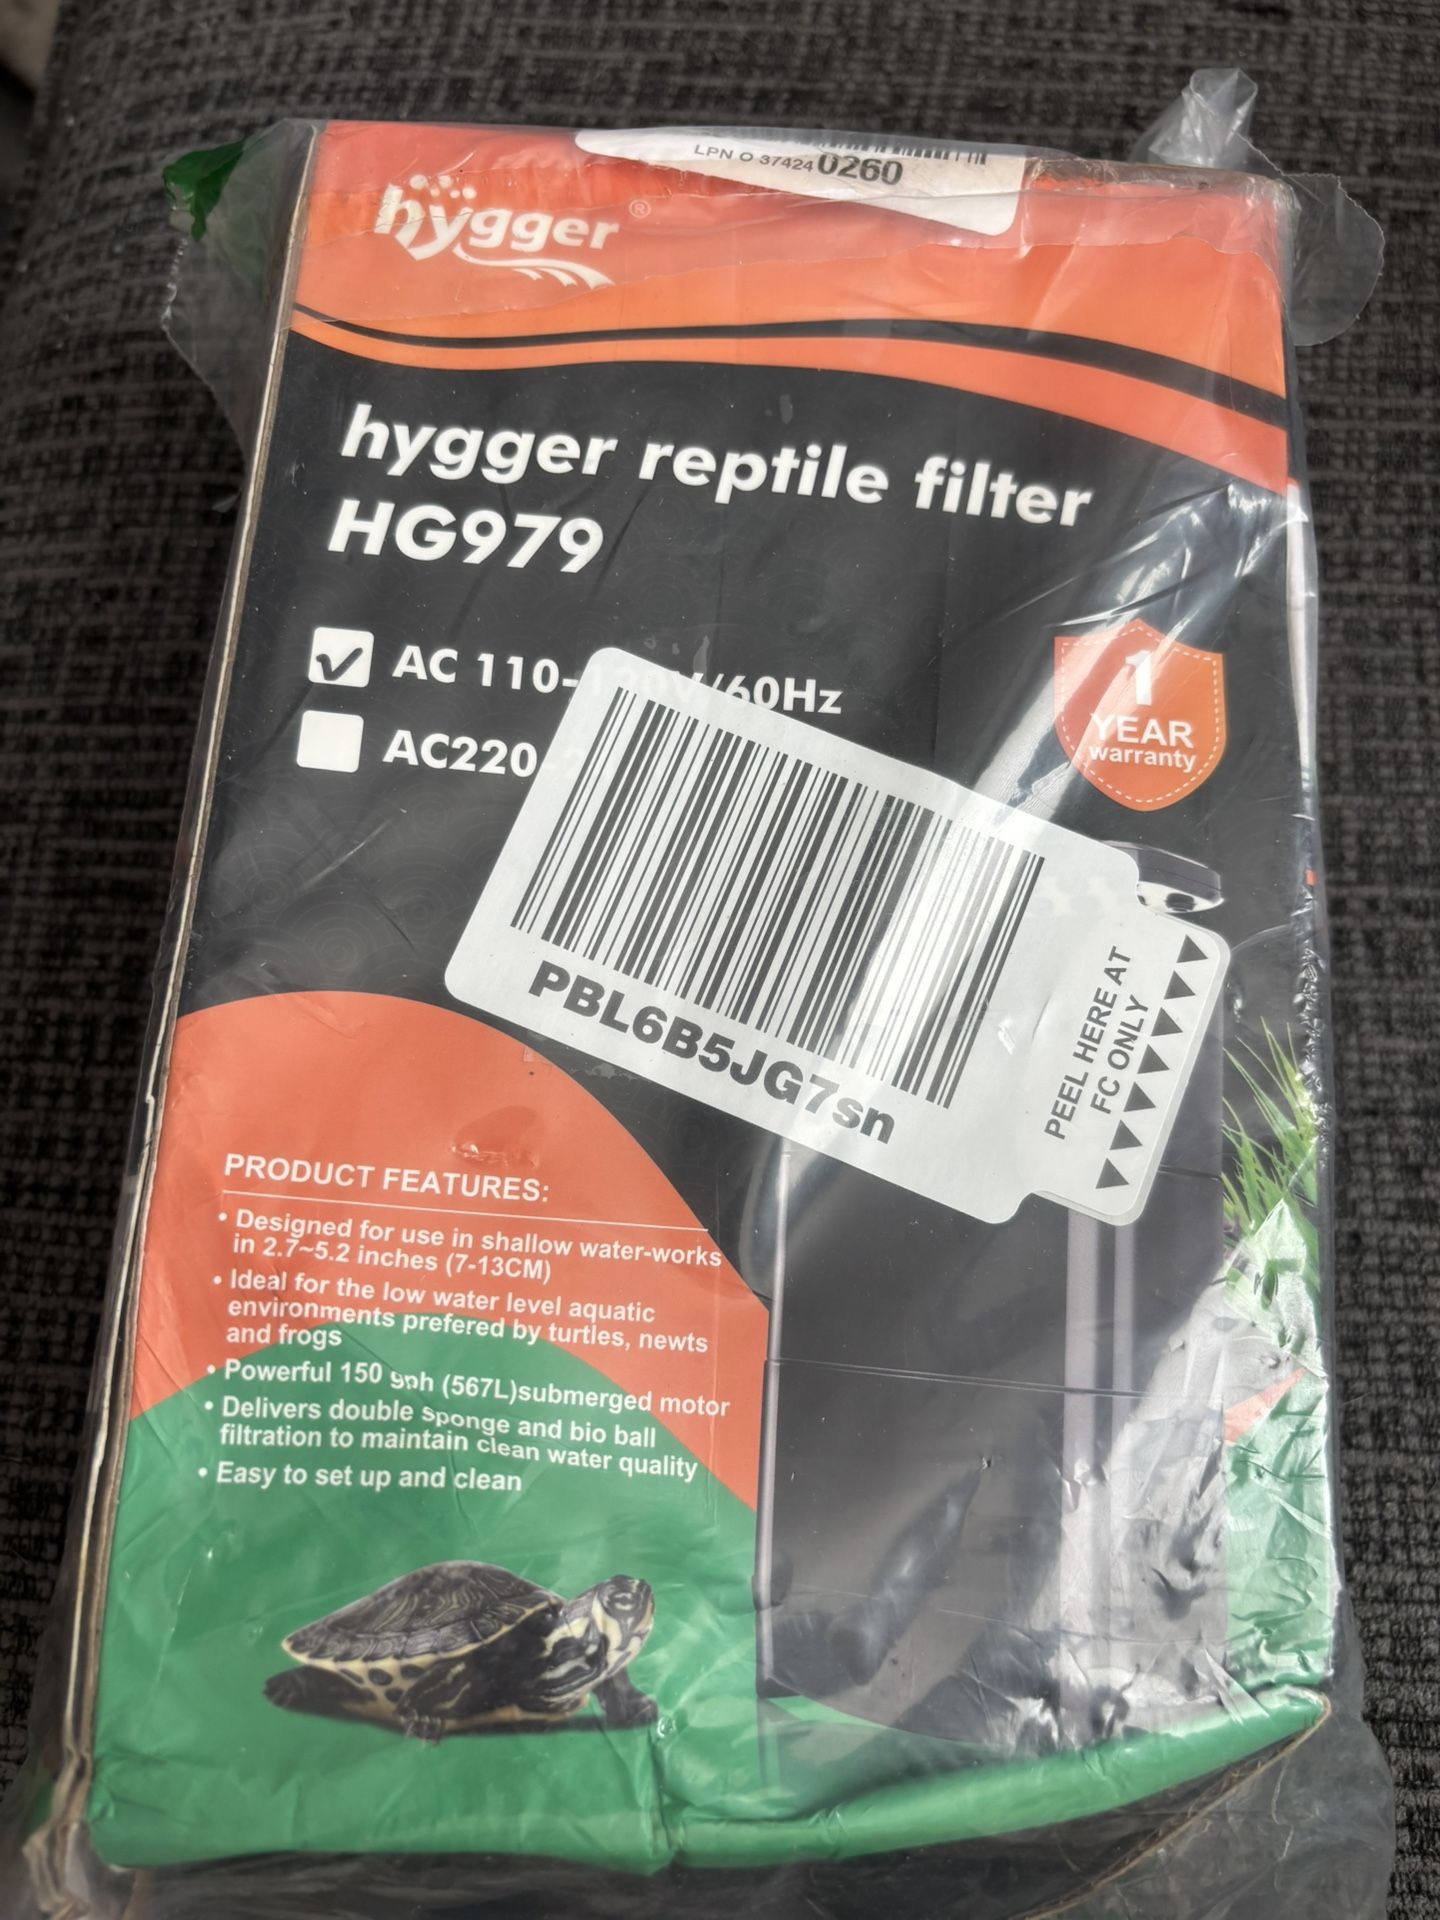 LPN O 374240260
hygger®
hygger reptile filter
HG979
AC 110-120V/60Hz
AC220-
1
YEAR
warranty
PBL6B5JG7sn
PEEL HERE AT
FC ONLY
PRODUCT FEATURES:
• Designed for use in shallow water-works
in 2.7~5.2 inches (7-13CM)
• Ideal for the low water level aquatic
environments prefered by turtles, newts
and frogs
• Powerful 150 gph (567L)submerged motor
• Delivers double sponge and bio ball
filtration to maintain clean water quality
• Easy to set up and clean